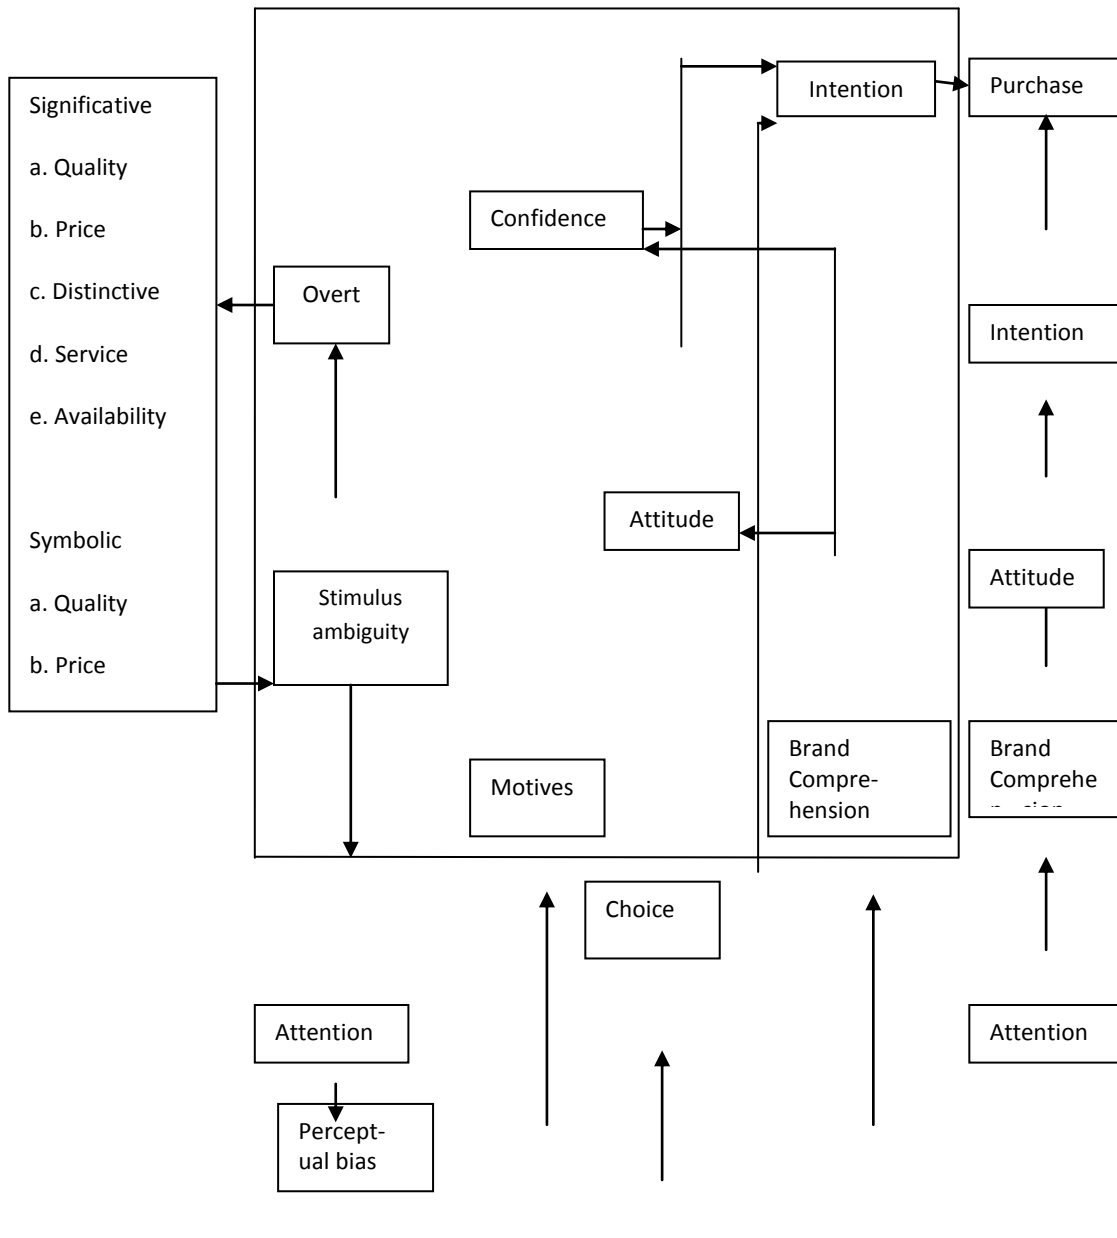 Significative
a. Quality
b. Price
c. Distinctive
d. Service
e. Availability
Symbolic
a. Quality
b. Price
Overt
Stimulus
ambiguity
Confidence
Intention
Attitude
Motives
Brand
Compre-
hension
Choice
Attention
Percept-
ual bias
Purchase
Intention
Attitude
Brand
Comprehe
Attention